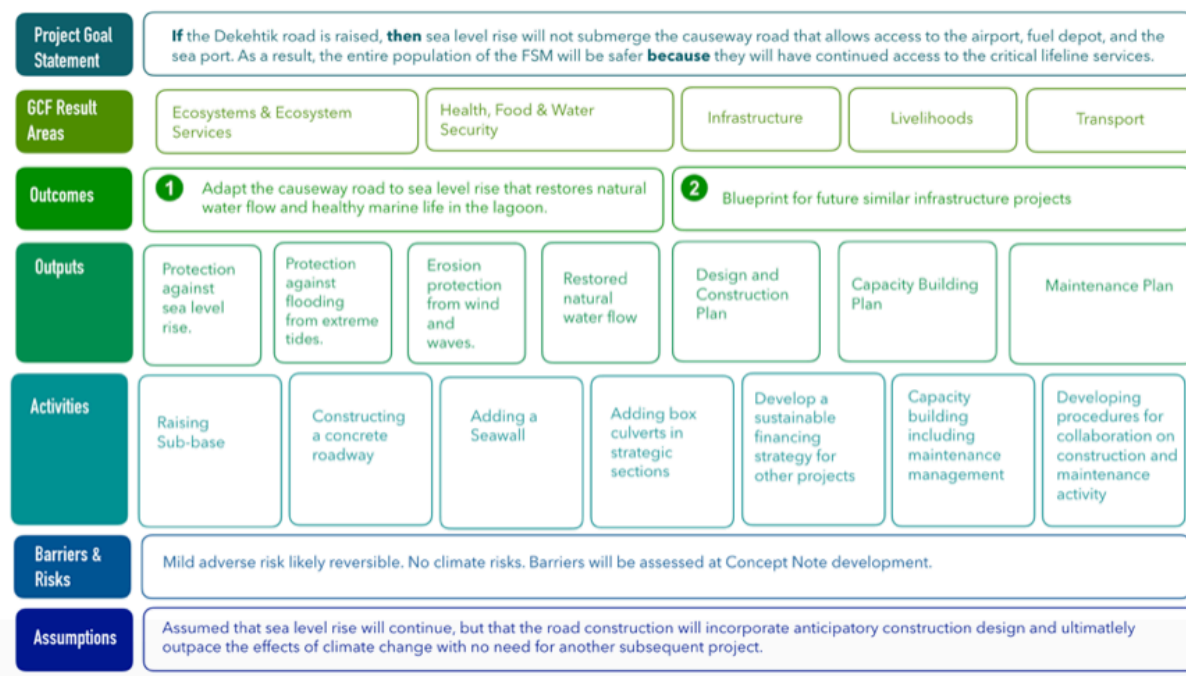 Project Goal
Statement
If the Dekehtik road is raised, then sea level rise will not submerge the causeway road that allows access to the airport, fuel depot, and the
sea port. As a result, the entire population of the FSM will be safer because they will have continued access to the critical lifeline services.
GCF Result
Areas
Ecosystems & Ecosystem
Services
Health, Food & Water
Security
Infrastructure
Livelihoods
Transport
Outcomes
1
Adapt the causeway road to sea level rise that restores natural
water flow and healthy marine life in the lagoon.
2
Blueprint for future similar infrastructure projects
Outputs
Protection
against
sea level
rise.
Protection
against
flooding
from extreme
tides.
Erosion
protection
from wind
and
waves.
Restored
natural
water flow
Design and
Construction
Plan
Capacity Building
Plan
Maintenance Plan
Activities
Raising
Sub-base
Constructing
a concrete
roadway
Adding a
Seawall
Adding box
culverts in
strategic
sections
Develop a
sustainable
financing
strategy for
other projects
Capacity
building
including
maintenance
management
Developing
procedures for
collaboration on
construction and
maintenance
activity
Barriers &
Risks
Mild adverse risk likely reversible. No climate risks. Barriers will be assessed at Concept Note development.
Assumptions
Assumed that sea level rise will continue, but that the road construction will incorporate anticipatory construction design and ultimatlely
outpace the effects of climate change with no need for another subsequent project.